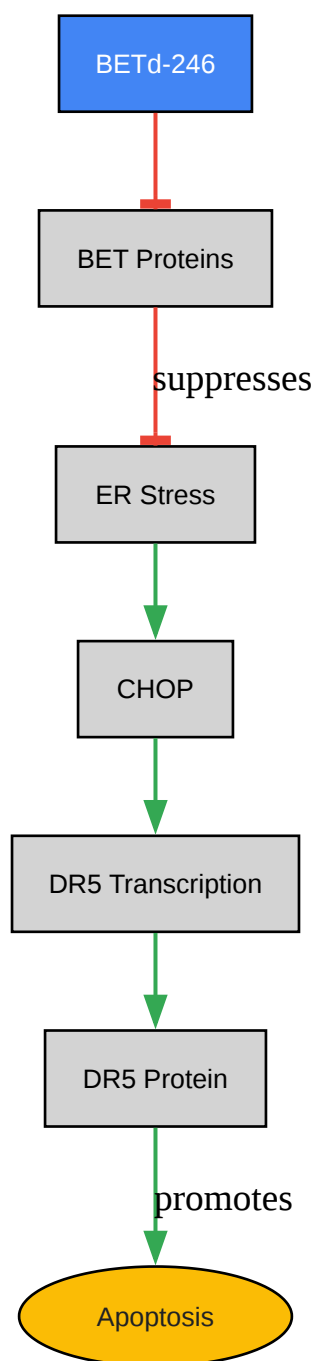 BETd-246
BET Proteins
suppresses
ER Stress
CHOP
DR5 Transcription
DR5 Protein
promotes
Apoptosis